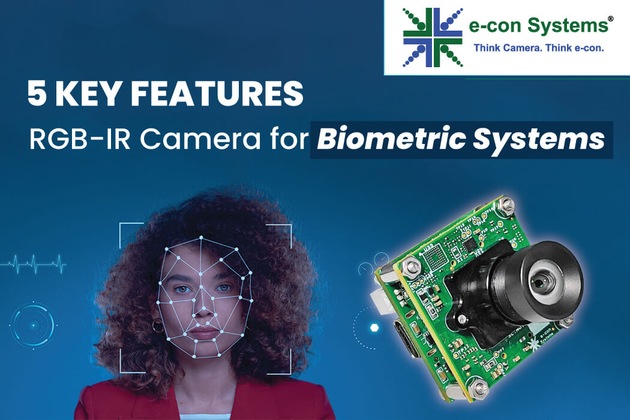 e-con Systems®
Think Camera. Think e-con.
5 KEY FEATURES
RGB-IR Camera for Biometric Systems